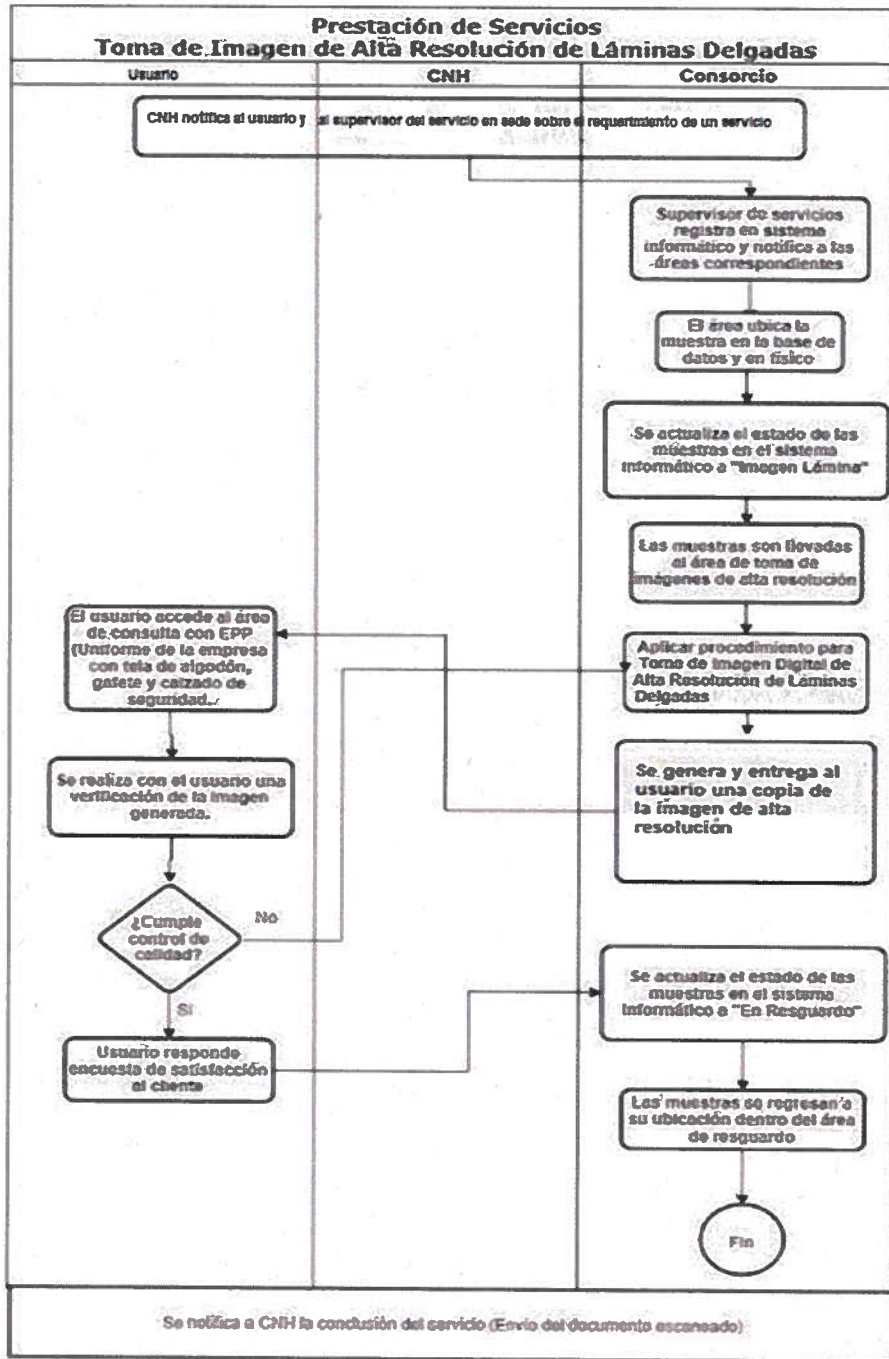 Prestación de Servicios
Toma de Imagen de Alta Resolución de Láminas Delgadas
Usuario
CNH
Consorcio
CNH notifica al usuario y al supervisor del servicio en sede sobre el requerimiento de un servicio
Supervisor de servicios
registra en sistema
informático y notifica a las
áreas correspondientes
El área ubica la
muestra en la base de
datos y en físico
Se actualiza el estado de las
muestras en el sistema
informático a "Imagen Lámina"
Las muestras son llevadas
al área de toma de
imágenes de alta resolución
El usuario accede al área
de consulta con EPP
(Uniforme de la empresa
con tela de algodón,
gafete y calzado de
seguridad.
Aplicar procedimiento para
Toma de Imagen Digital de
Alta Resolución de Láminas
Delgadas
Se realiza con el usuario una
verificación de la imagen
generada.
Se genera y entrega al
usuario una copia de
la imagen de alta
resolución
¿Cumple
control de
calidad?
No
Sí
Se actualiza el estado de las
muestras en el sistema
informático a "En Resguardo"
Usuario responde
encuesta de satisfacción
al cliente
Las muestras se regresan a
su ubicación dentro del área
de resguardo
Fin
Se notifica a CNH la conclusión del servicio (Envío del documento escaneado)